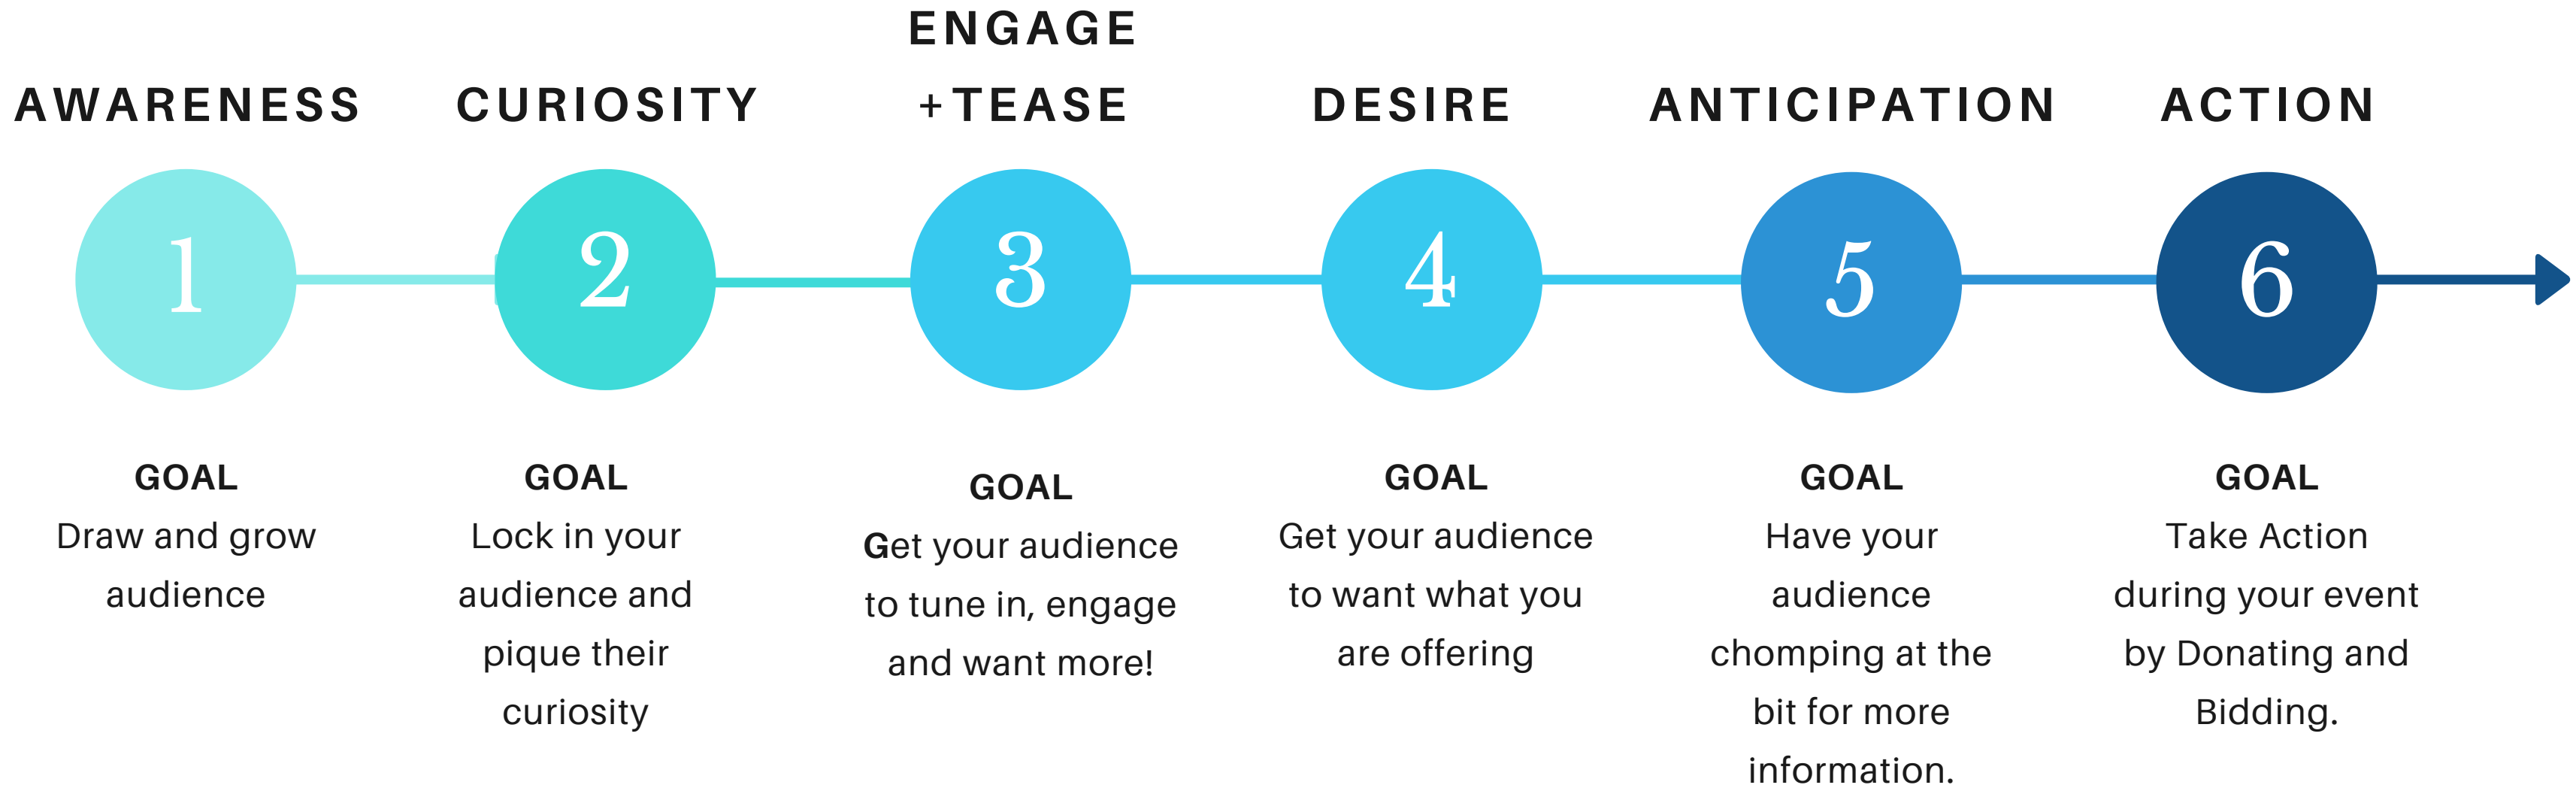 AWARENESS
CURIOSITY
ENGAGE
+TEASE
DESIRE
ANTICIPATION
ACTION
1
2
3
4
5
6
GOAL
Draw and grow
audience
GOAL
Lock in your
audience and
pique their
curiosity
GOAL
Get your audience
to tune in, engage
and want more!
GOAL
Get your audience
to want what you
are offering
GOAL
Have your
audience
chomping at the
bit for more
information.
GOAL
Take Action
during your event
by Donating and
Bidding.